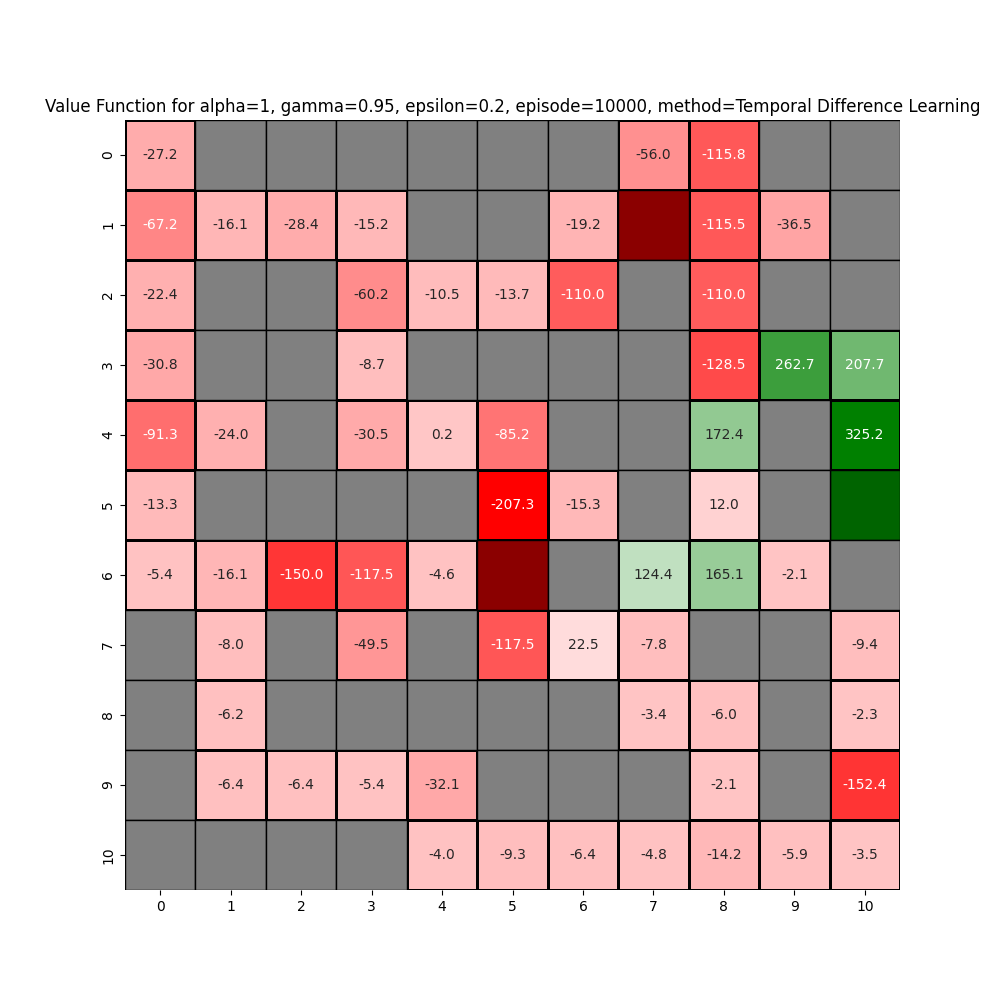 Value Function for alpha=1, gamma=0.95, epsilon=0.2, episode=10000, method=Temporal Difference Learning
0 -27.2 -56.0 -115.8
1 -67.2 -16.1 -28.4 -15.2 -19.2 -115.5 -36.5
2 -22.4 -60.2 -10.5 -13.7 -110.0 -110.0
3 -30.8 -8.7 -128.5 262.7 207.7
4 -91.3 -24.0 -30.5 0.2 -85.2 172.4 325.2
5 -13.3 -207.3 -15.3 12.0
6 -5.4 -16.1 -150.0 -117.5 -4.6 124.4 165.1 -2.1
7 -8.0 -49.5 -117.5 22.5 -7.8 -9.4
8 -6.2 -3.4 -6.0 -2.3
9 -6.4 -6.4 -5.4 -32.1 -2.1 -152.4
10 -4.0 -9.3 -6.4 -4.8 -14.2 -5.9 -3.5
0 1 2 3 4 5 6 7 8 9 10